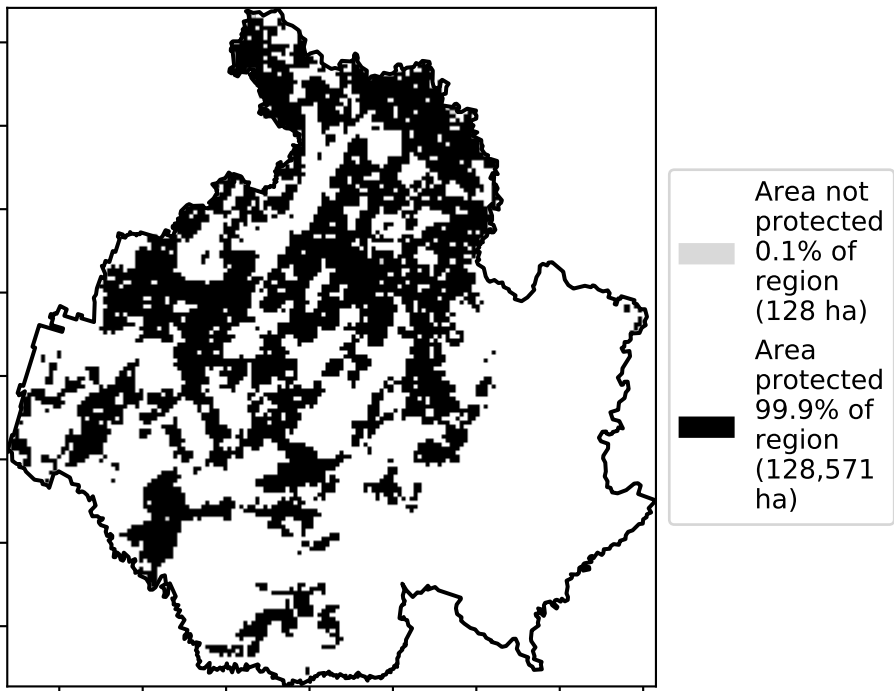 Area not
protected
0.1% of
region
(128 ha)
Area
protected
99.9% of
region
(128,571
ha)